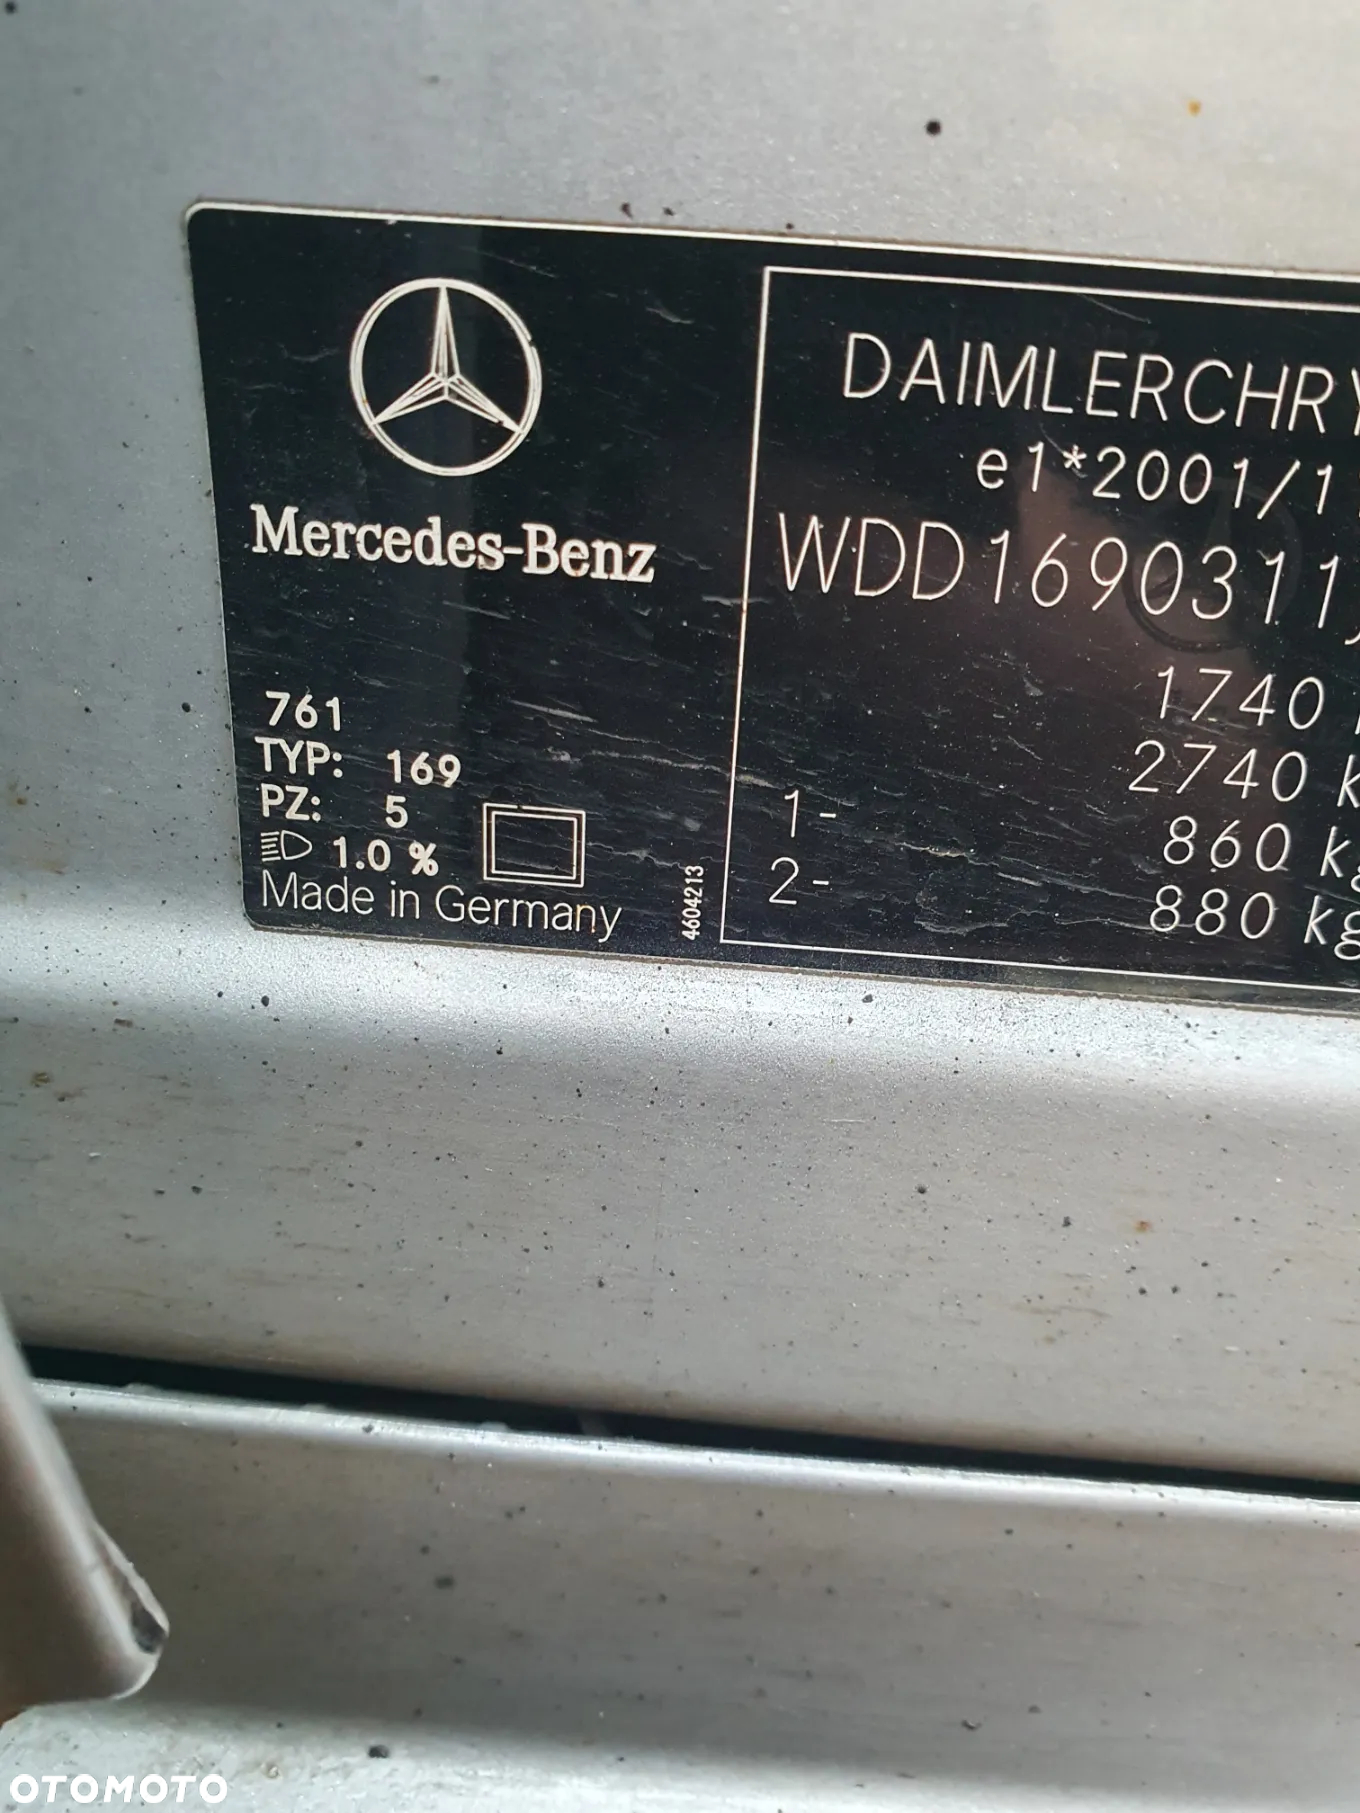 DAIMLERCHRY
e1*2001/1
WDD1690311J
1740
2740 k
1- 860 kg
2- 880 kg
Mercedes-Benz
761
TYP: 169
PZ: 5
1.0 %
Made in Germany
4604213
OTOMOTO